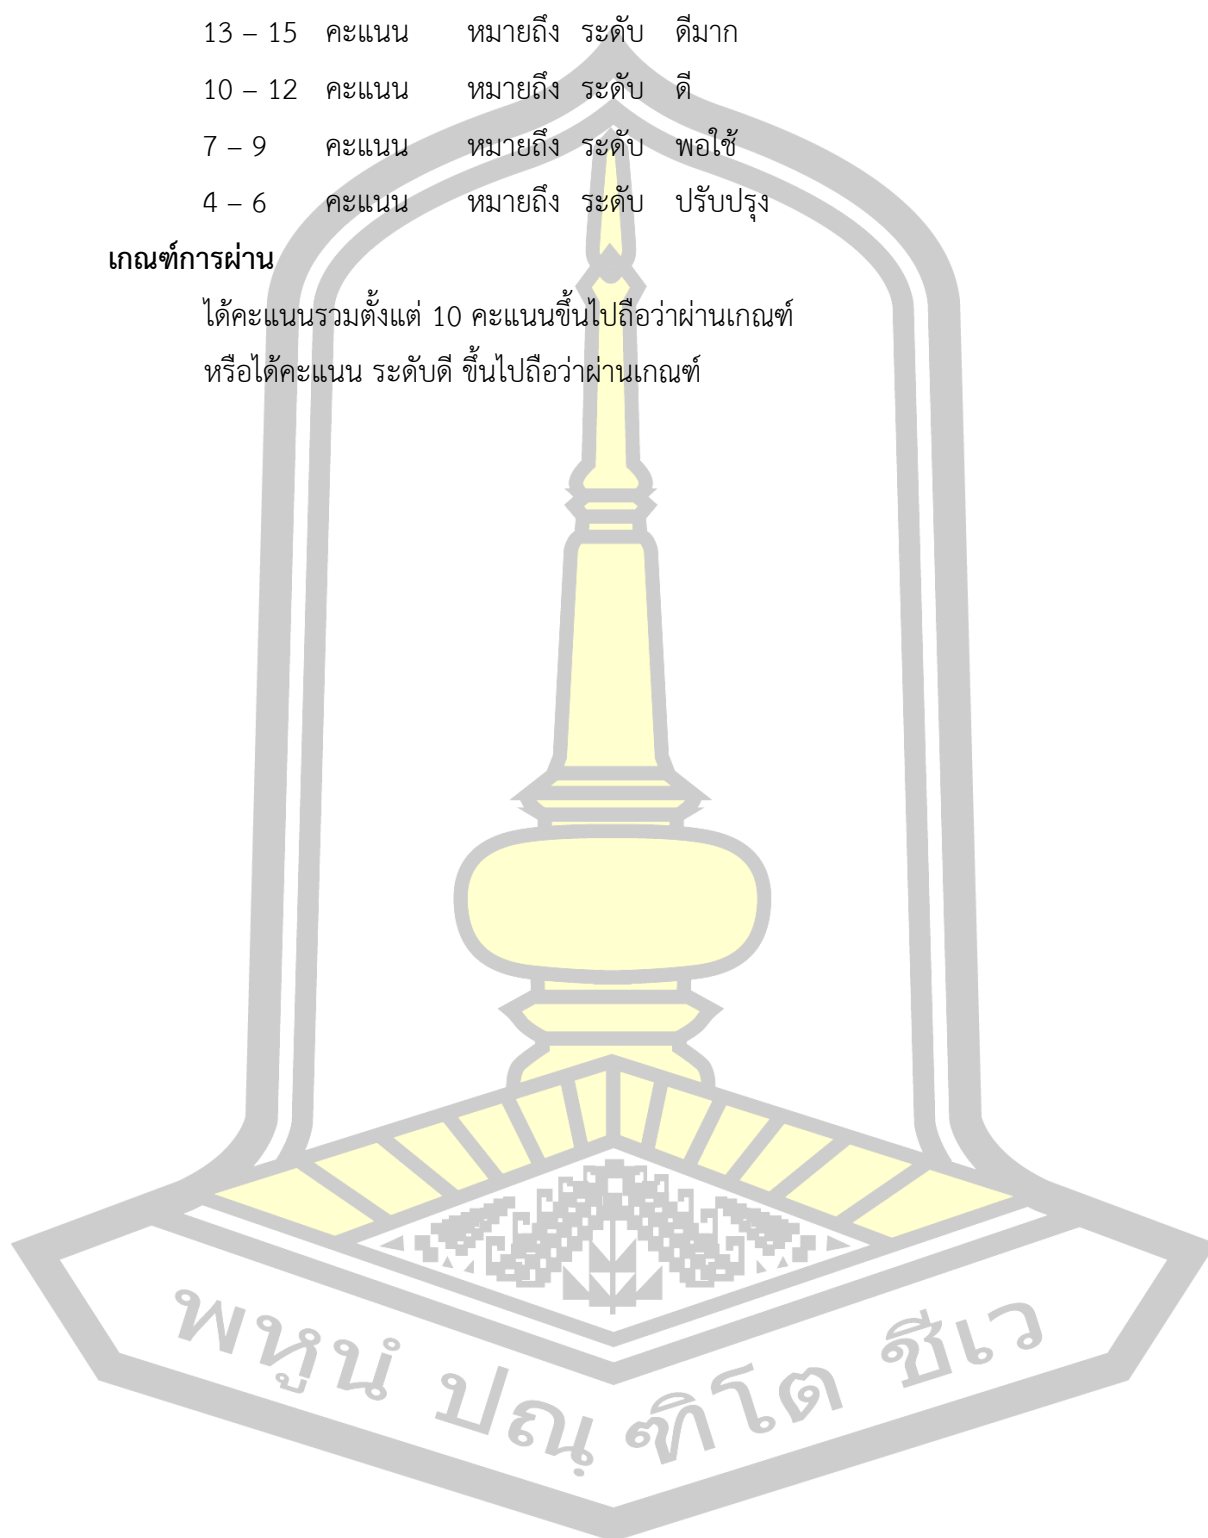 13 – 15 คะแนน หมายถึง ระดับ ดีมาก
10 – 12 คะแนน หมายถึง ระดับ ดี
7 – 9 คะแนน หมายถึง ระดับ พอใช้
4 – 6 คะแนน หมายถึง ระดับ ปรับปรุง
เกณฑ์การผ่าน
ได้คะแนนรวมตั้งแต่ 10 คะแนนขึ้นไปถือว่าผ่านเกณฑ์
หรือได้คะแนน ระดับดี ขึ้นไปถือว่าผ่านเกณฑ์
พหูนํ ปณฺ ฑิโต ชีเว